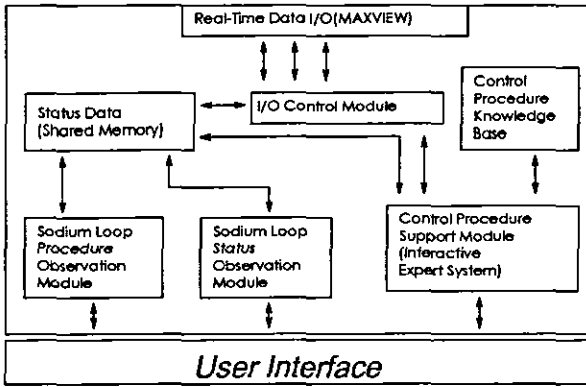 Real-Time Data I/O(MAXVIEW)
Status Data
(Shared Memory)
I/O Control Module
Control
Procedure
Knowledge
Base
Sodium Loop
Procedure
Observation
Module
Sodium Loop
Status
Observation
Module
Control Procedure
Support Module
(Interactive
Expert System)
User Interface